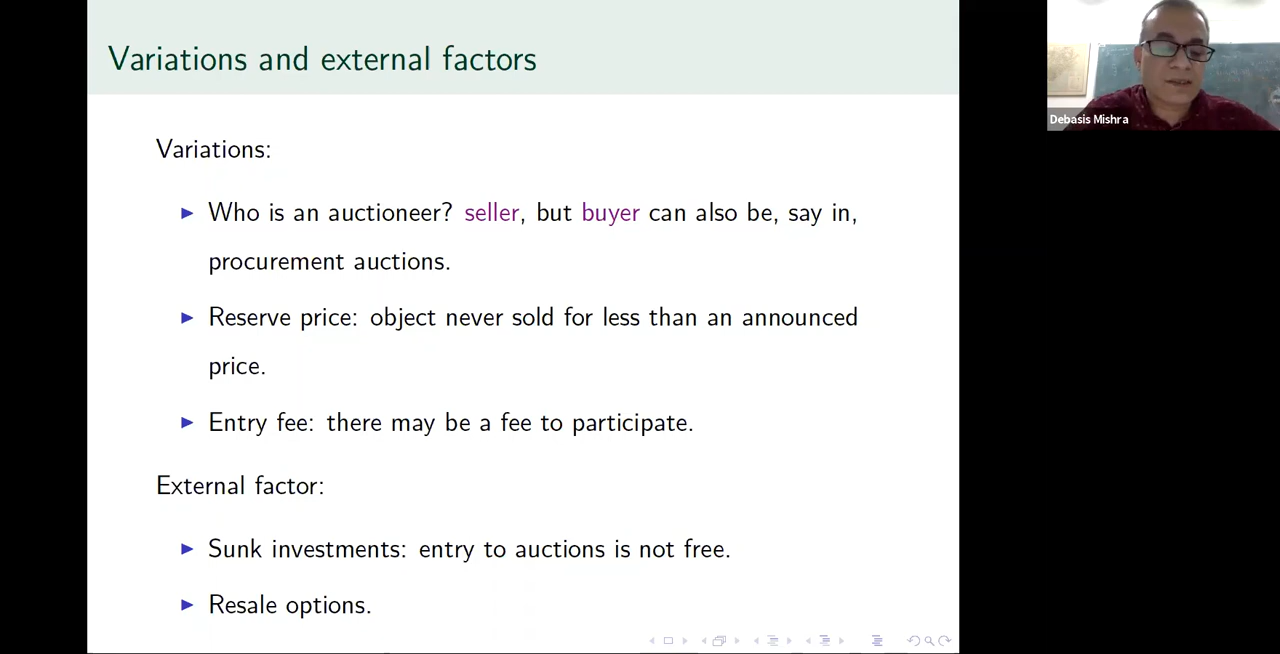 Variations and external factors
Debasis Mishra
Variations:
Who is an auctioneer? seller, but buyer can also be, say in,
procurement auctions.
Reserve price: object never sold for less than an announced
price.
Entry fee: there may be a fee to participate.
External factor:
Sunk investments: entry to auctions is not free.
Resale options.